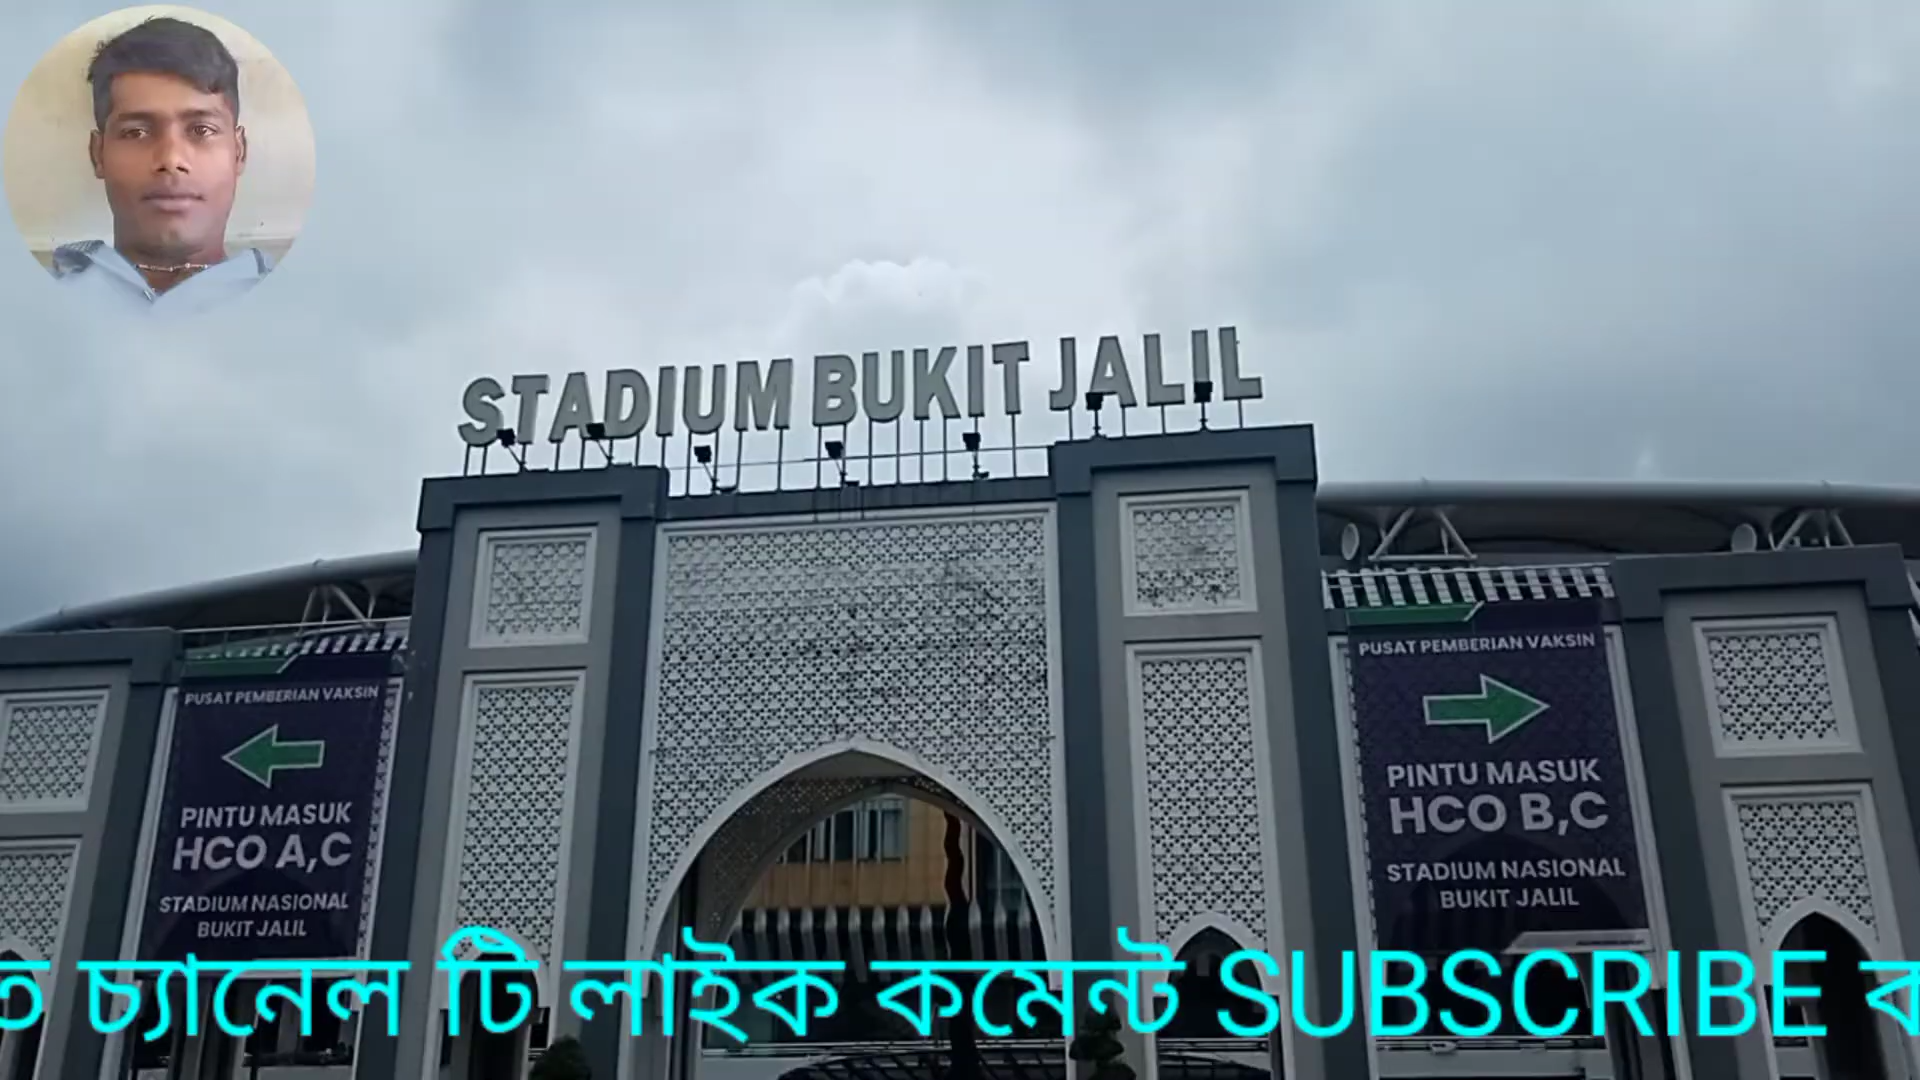 STADIUM BUKIT JALIL
PUSAT PEMBERIAN VAKSIN
PINTU MASUK
HCO A,C
STADIUM NASIONAL
BUKIT JALIL
PUSAT PEMBERIAN VAKSIN
PINTU MASUK
HCO B,C
STADIUM NASIONAL
BUKIT JALIL
চ্যানেল টি লাইক কমেন্ট SUBSCRIBE